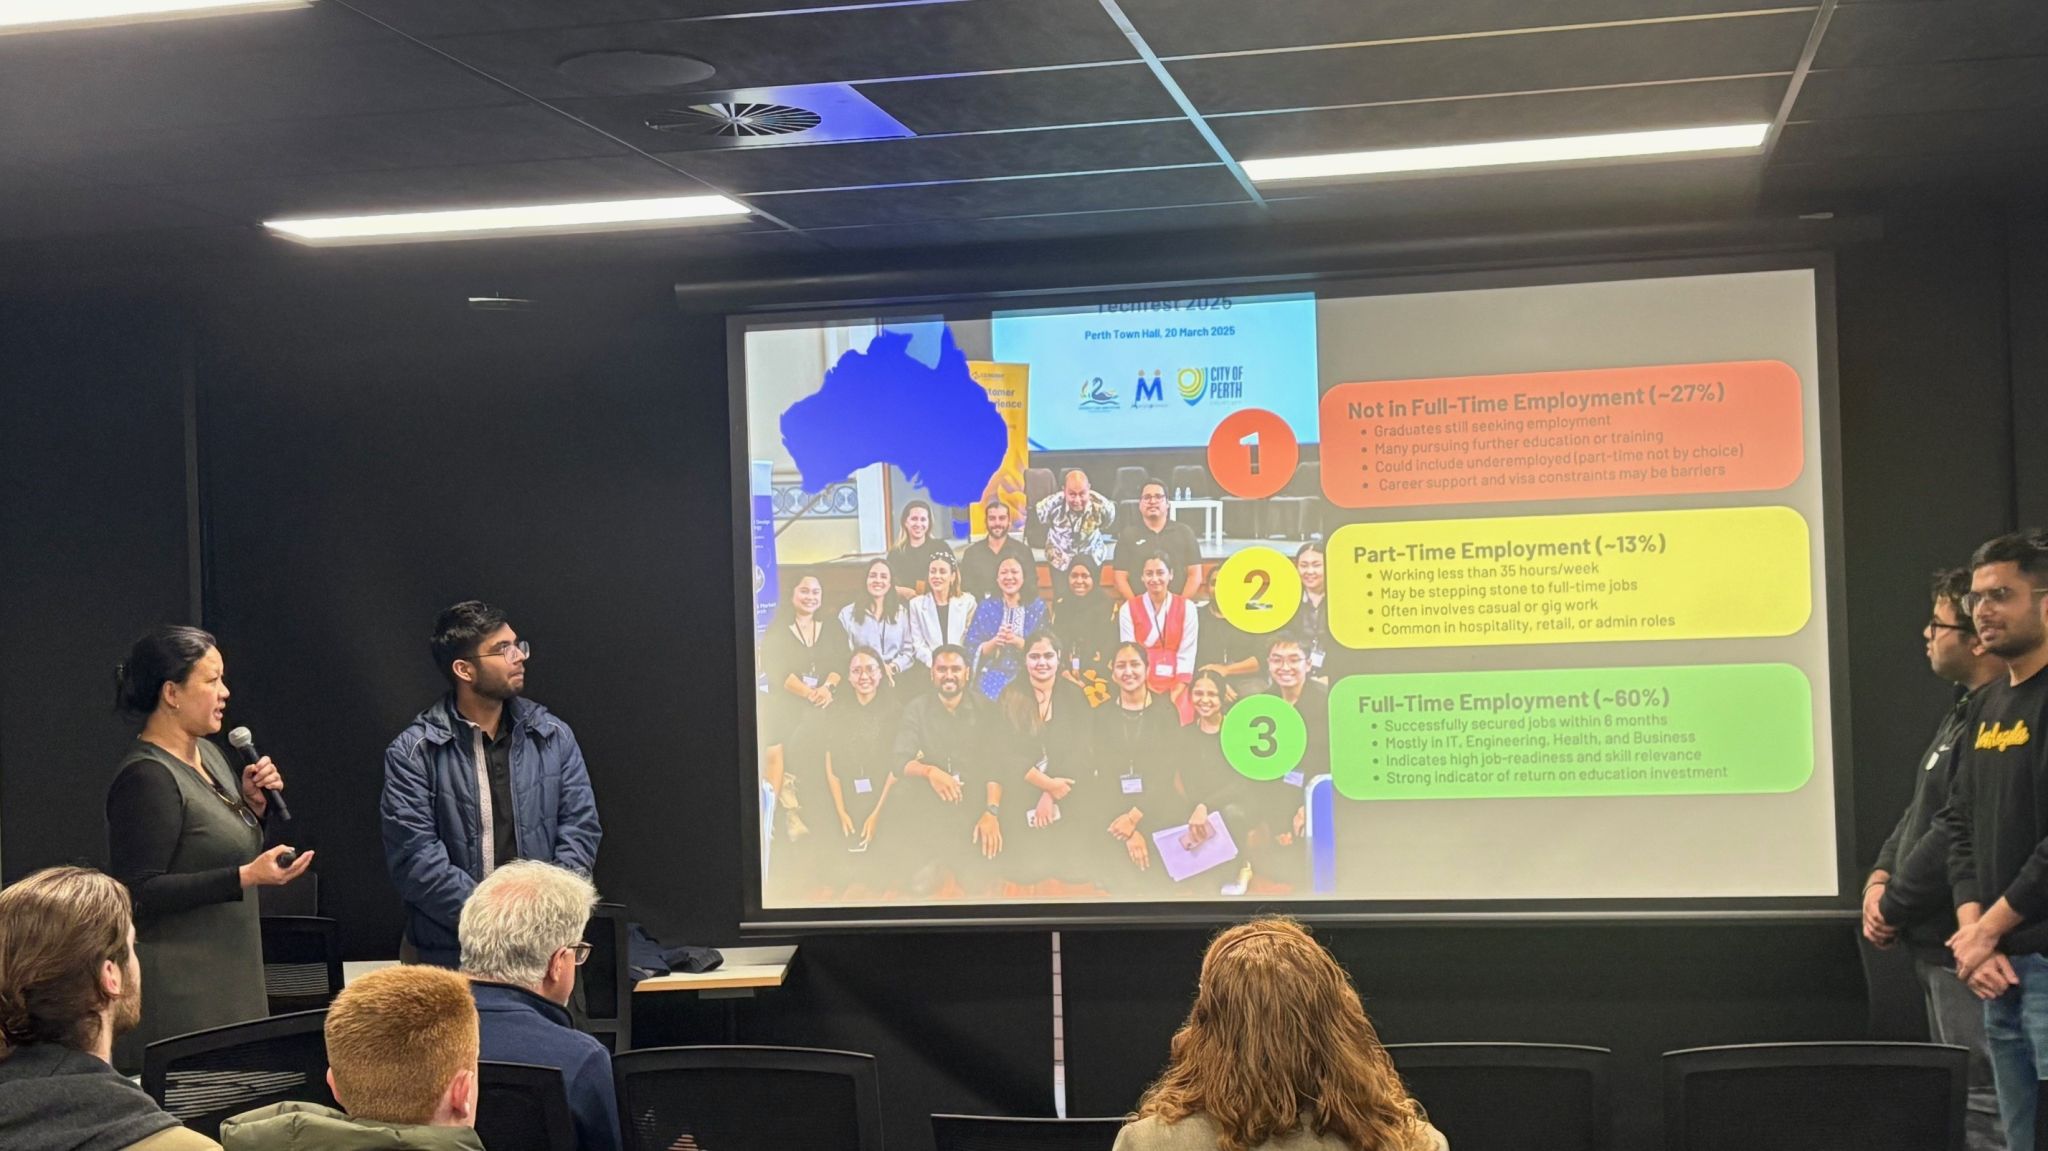 Techfest 2025
Perth Town Hall, 20 March 2025
CITY OF
PERTH
1
Not in Full-Time Employment (~27%)
• Graduates still seeking employment
• Many pursuing further education or training
• Could include underemployed (part-time not by choice)
• Career support and visa constraints may be barriers
2
Part-Time Employment (~13%)
• Working less than 35 hours/week
• May be stepping stone to full-time jobs
• Often involves casual or gig work
• Common in hospitality, retail, or admin roles
3
Full-Time Employment (~60%)
• Successfully secured jobs within 6 months
• Mostly in IT, Engineering, Health, and Business
• Indicates high job-readiness and skill relevance
• Strong indicator of return on education investment